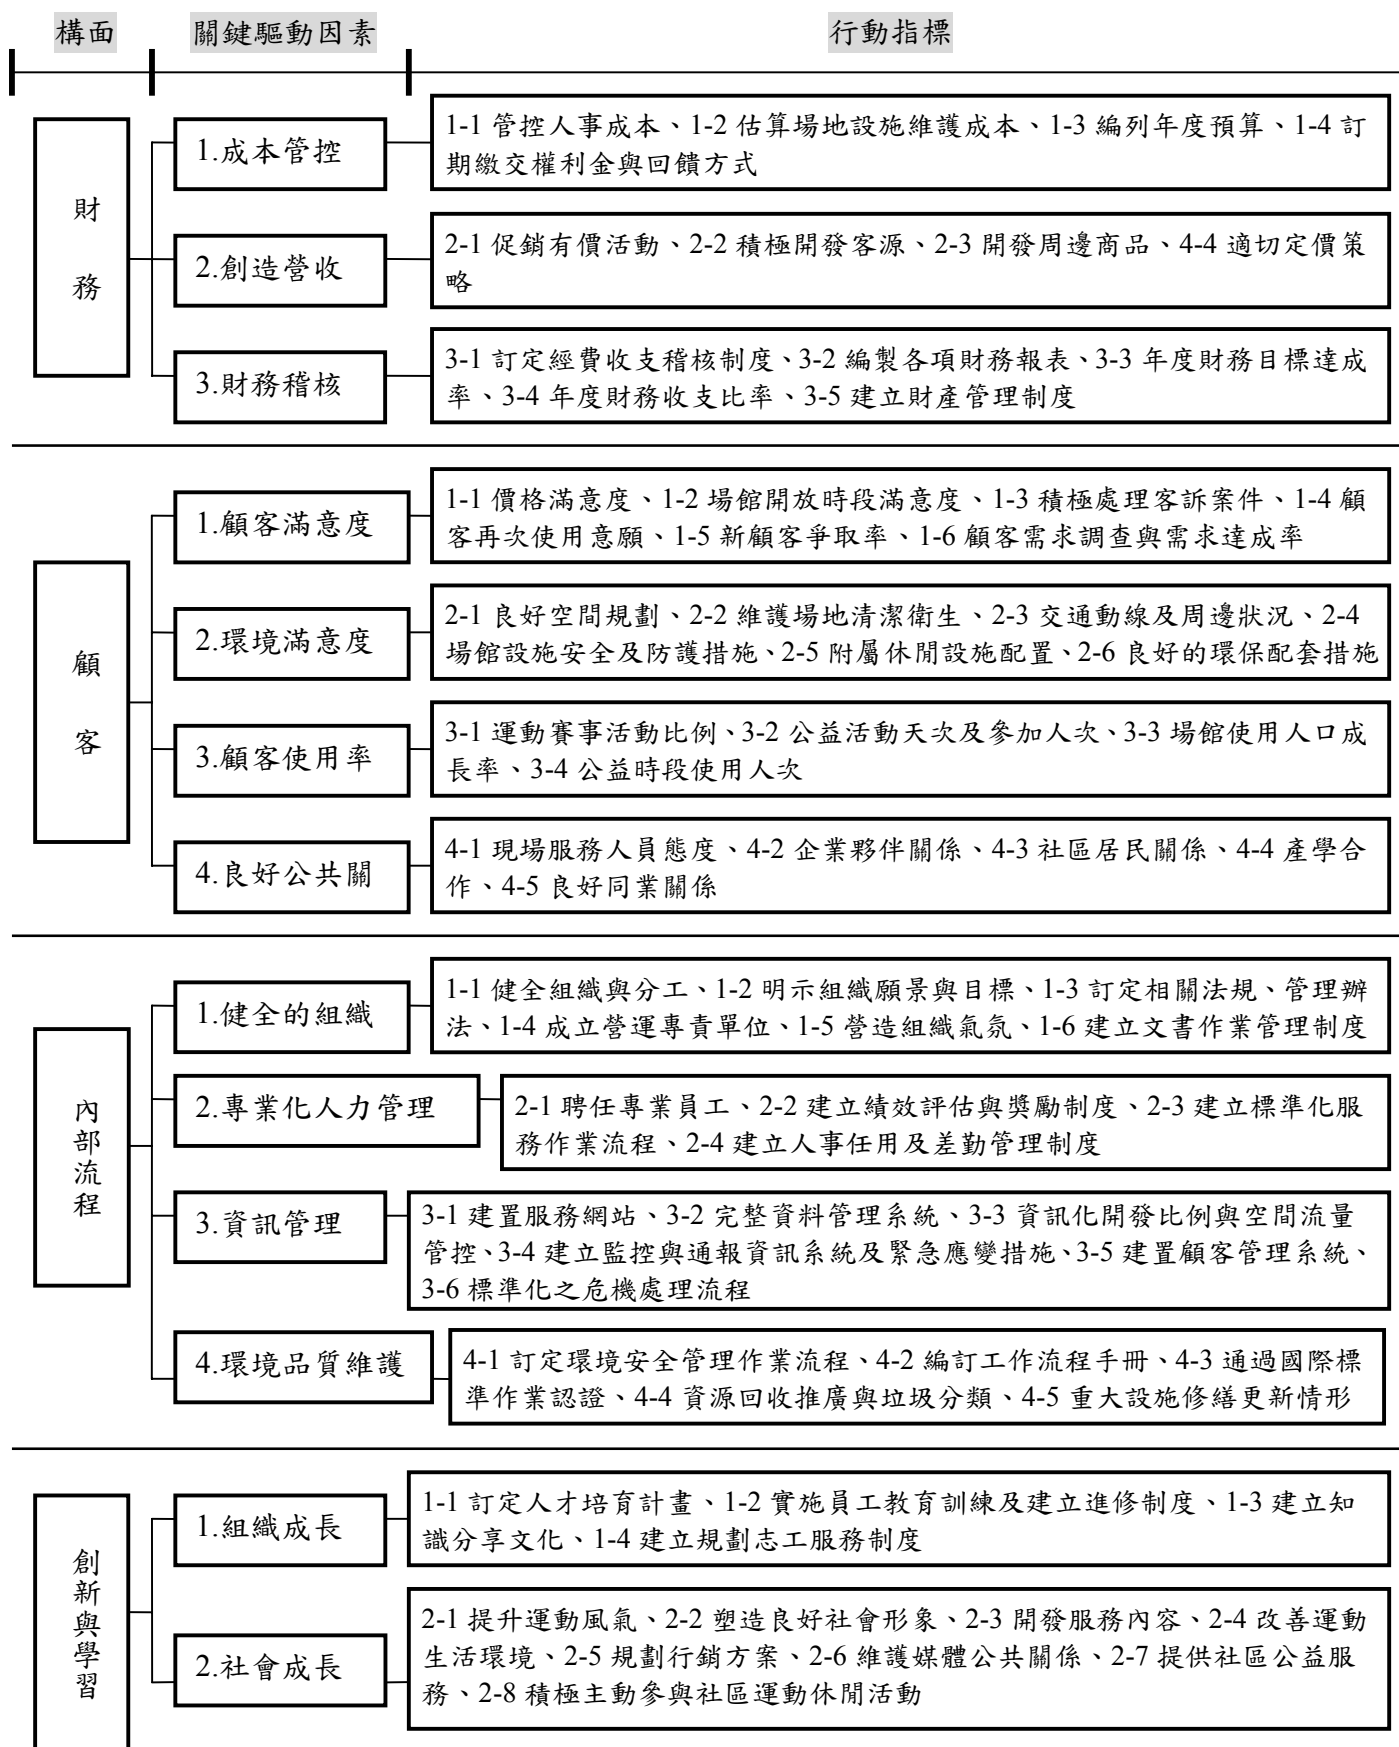 構面 關鍵驅動因素 行動指標
財務
1.成本管控
1-1 管控人事成本、1-2 估算場地設施維護成本、1-3 編列年度預算、1-4 訂
期繳交權利金與回饋方式
2.創造營收
2-1 促銷有價活動、2-2 積極開發客源、2-3 開發周邊商品、4-4 適切定價策
略
3.財務稽核
3-1 訂定經費收支稽核制度、3-2 編製各項財務報表、3-3 年度財務目標達成
率、3-4 年度財務收支比率、3-5 建立財產管理制度
顧客
1.顧客滿意度
1-1 價格滿意度、1-2 場館開放時段滿意度、1-3 積極處理客訴案件、1-4 顧
客再次使用意願、1-5 新顧客爭取率、1-6 顧客需求調查與需求達成率
2.環境滿意度
2-1 良好空間規劃、2-2 維護場地清潔衛生、2-3 交通動線及周邊狀況、2-4
場館設施安全及防護措施、2-5 附屬休閒設施配置、2-6 良好的環保配套措施
3.顧客使用率
3-1 運動賽事活動比例、3-2 公益活動天次及參加人次、3-3 場館使用人口成
長率、3-4 公益時段使用人次
4.良好公共關
4-1 現場服務人員態度、4-2 企業夥伴關係、4-3 社區居民關係、4-4 產學合
作、4-5 良好同業關係
內部流程
1.健全的組織
1-1 健全組織與分工、1-2 明示組織願景與目標、1-3 訂定相關法規、管理辦
法、1-4 成立營運專責單位、1-5 營造組織氣氛、1-6 建立文書作業管理制度
2.專業化人力管理
2-1 聘任專業員工、2-2 建立績效評估與獎勵制度、2-3 建立標準化服
務作業流程、2-4 建立人事任用及差勤管理制度
3.資訊管理
3-1 建置服務網站、3-2 完整資料管理系統、3-3 資訊化開發比例與空間流量
管控、3-4 建立監控與通報資訊系統及緊急應變措施、3-5 建置顧客管理系統、
3-6 標準化之危機處理流程
4.環境品質維護
4-1 訂定環境安全管理作業流程、4-2 編訂工作流程手冊、4-3 通過國際標
準作業認證、4-4 資源回收推廣與垃圾分類、4-5 重大設施修繕更新情形
創新與學習
1.組織成長
1-1 訂定人才培育計畫、1-2 實施員工教育訓練及建立進修制度、1-3 建立知
識分享文化、1-4 建立規劃志工服務制度
2.社會成長
2-1 提升運動風氣、2-2 塑造良好社會形象、2-3 開發服務內容、2-4 改善運動
生活環境、2-5 規劃行銷方案、2-6 維護媒體公共關係、2-7 提供社區公益服
務、2-8 積極主動參與社區運動休閒活動